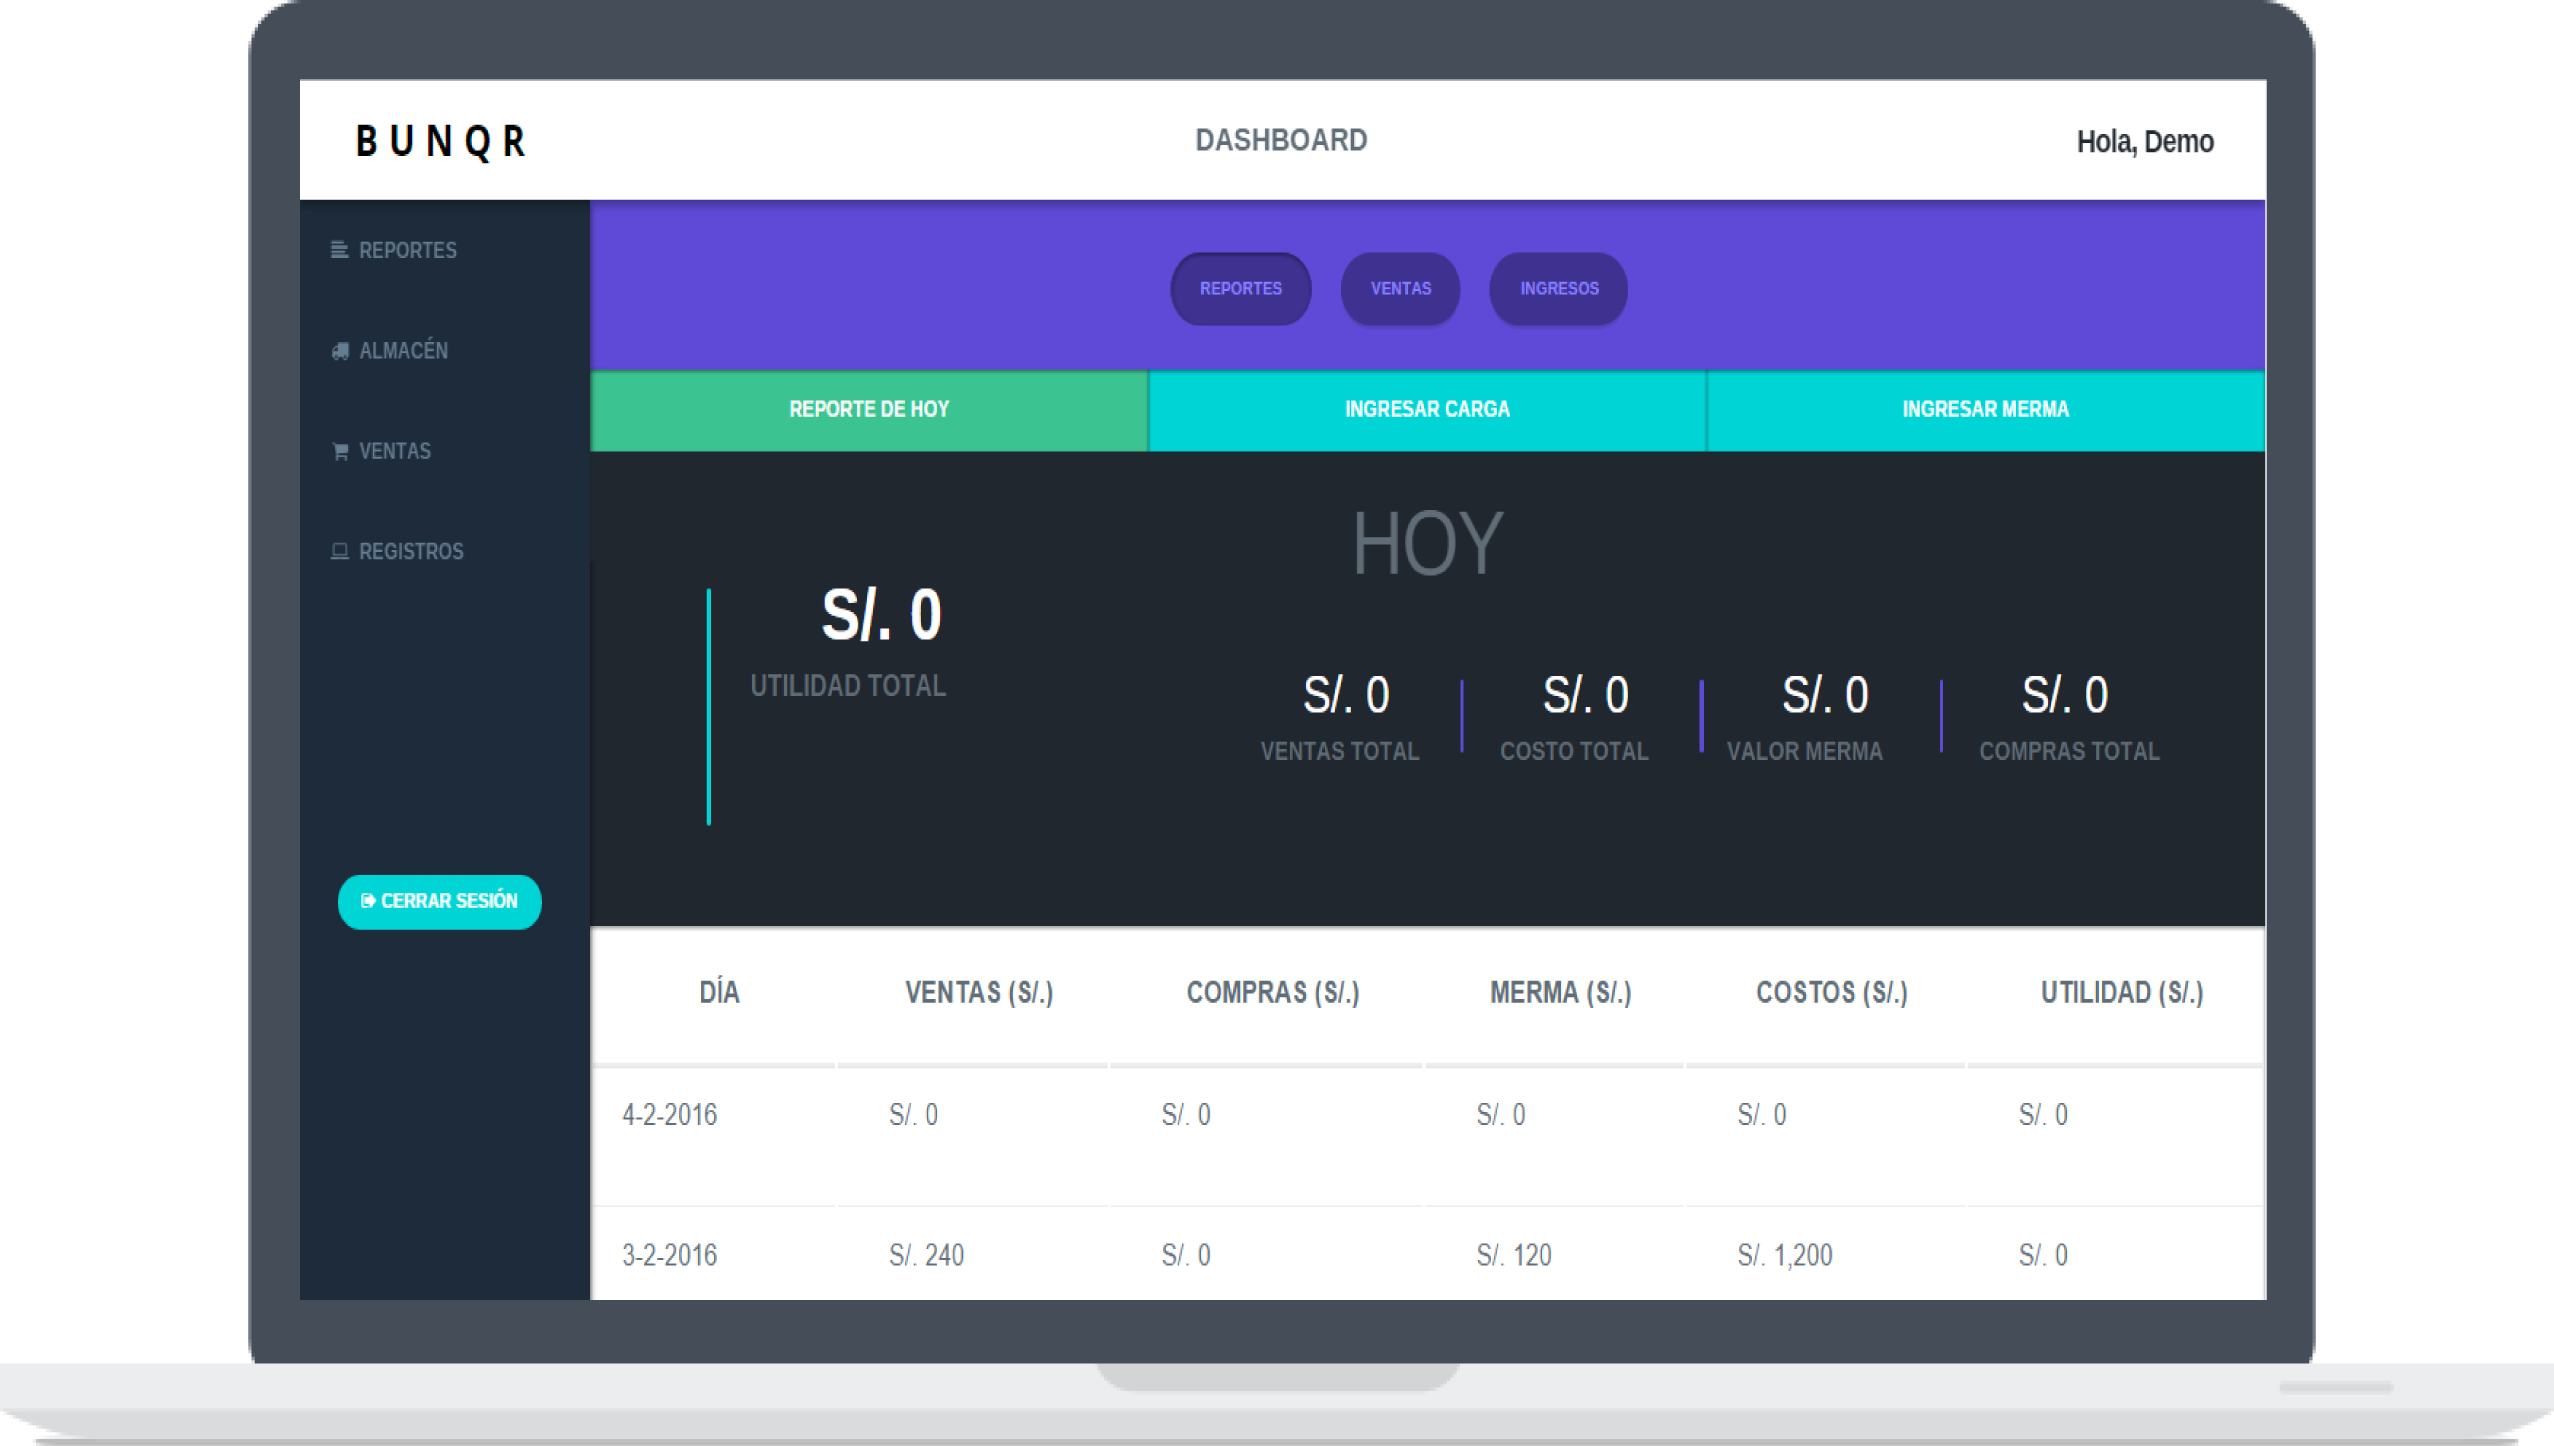 BUNQR
DASHBOARD
Hola, Demo
REPORTES
ALMACÉN
VENTAS
REGISTROS
CERRAR SESIÓN
REPORTES VENTAS INGRESOS
REPORTE DE HOY INGRESAR CARGA INGRESAR MERMA
HOY
S/. 0
UTILIDAD TOTAL
S/. 0 S/. 0 S/. 0 S/. 0
VENTAS TOTAL COSTO TOTAL VALOR MERMA COMPRAS TOTAL
DÍA VENTAS (S/.) COMPRAS (S/.) MERMA (S/.) COSTOS (S/.) UTILIDAD (S/.)
4-2-2016 S/. 0 S/. 0 S/. 0 S/. 0 S/. 0
3-2-2016 S/. 240 S/. 0 S/. 120 S/. 1,200 S/. 0